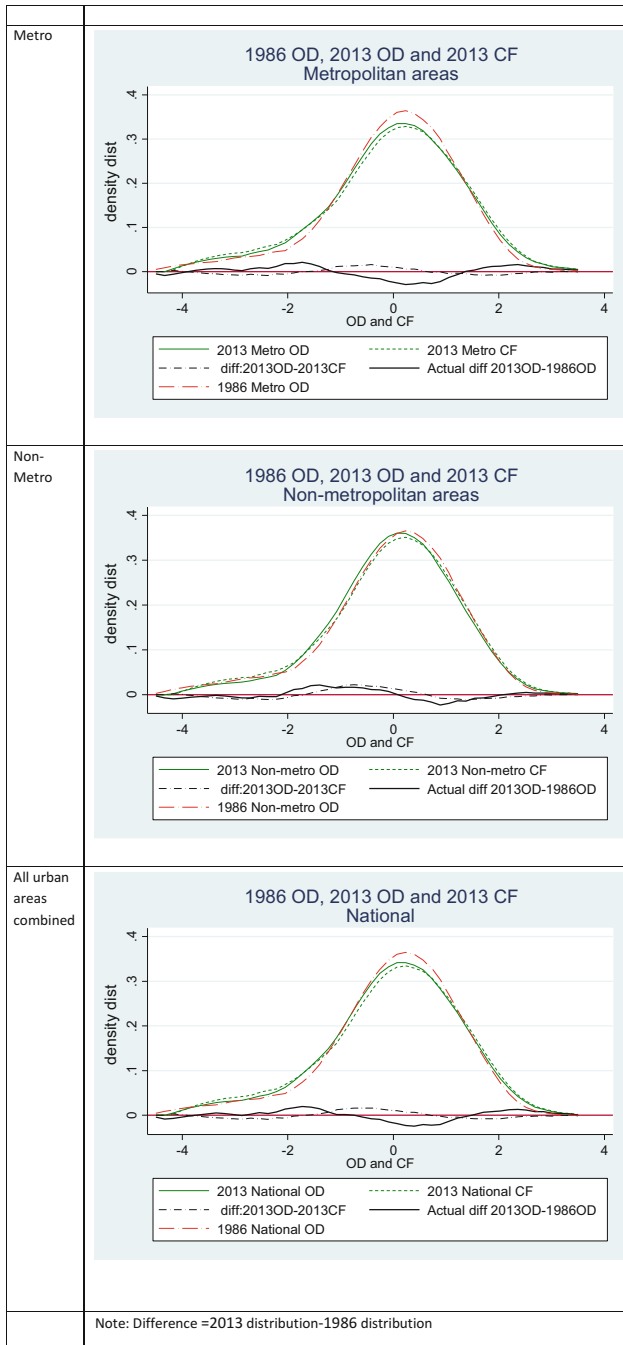 Metro
1986 OD, 2013 OD and 2013 CF
Metropolitan areas
density dist
.4
.3
.2
.1
0
-4 -2 0 2 4
OD and CF
2013 Metro OD 2013 Metro CF
diff:2013OD-2013CF Actual diff 2013OD-1986OD
1986 Metro OD
Non-
Metro
1986 OD, 2013 OD and 2013 CF
Non-metropolitan areas
density dist
.4
.3
.2
.1
0
-4 -2 0 2 4
OD and CF
2013 Non-metro OD 2013 Non-metro CF
diff:2013OD-2013CF Actual diff 2013OD-1986OD
1986 Non-metro OD
All urban
areas
combined
1986 OD, 2013 OD and 2013 CF
National
density dist
.4
.3
.2
.1
0
-4 -2 0 2 4
OD and CF
2013 National OD 2013 National CF
diff:2013OD-2013CF Actual diff 2013OD-1986OD
1986 National OD
Note: Difference =2013 distribution-1986 distribution